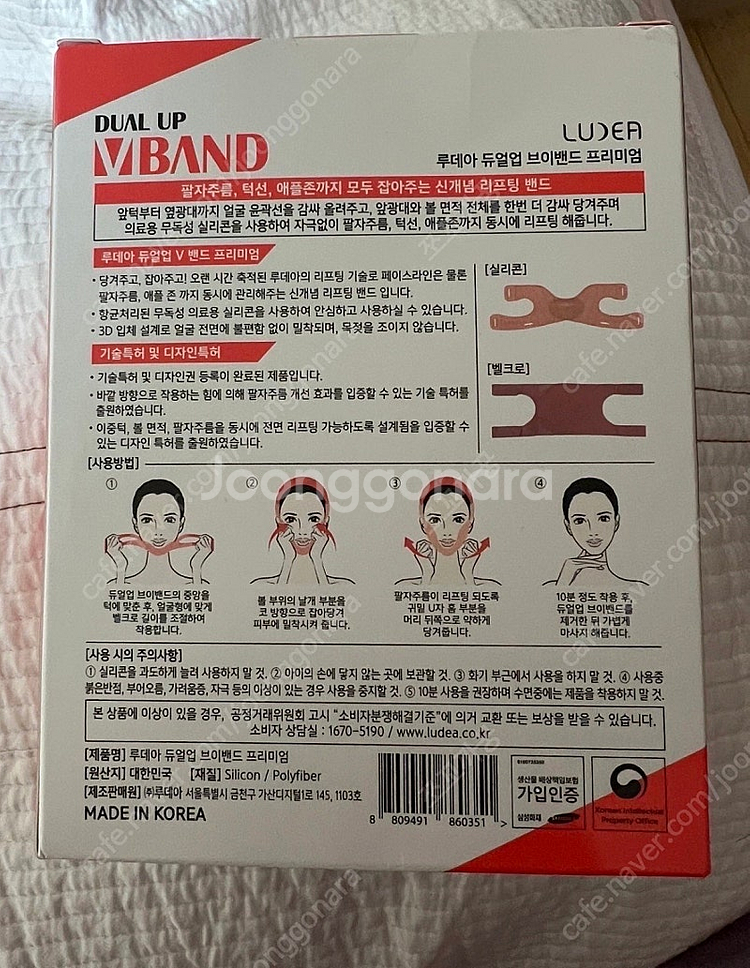 DUAL UP
VBAND
LUDEA
루데아 듀얼업 브이밴드 프리미엄
팔자주름, 턱선, 애플존까지 모두 잡아주는 신개념 리프팅 밴드
앞턱부터 옆광대까지 얼굴 윤곽선을 감싸 올려주고, 앞광대와 볼 면적 전체를 한번 더 감싸 당겨주며
의료용 무독성 실리콘을 사용하여 자극없이 팔자주름, 턱선, 애플존까지 동시에 리프팅 해줍니다.
루데아 듀얼업 V 밴드 프리미엄
• 당겨주고, 잡아주고! 오랜 시간 축적된 루데아의 리프팅 기술로 페이스라인은 물론
팔자주름, 애플 존 까지 동시에 관리해주는 신개념 리프팅 밴드 입니다.
• 항균처리된 무독성 의료용 실리콘을 사용하여 안심하고 사용하실 수 있습니다.
• 3D 입체 설계로 얼굴 전면에 불편함 없이 밀착되며, 목젖을 조이지 않습니다.
기술특허 및 디자인특허
• 기술특허 및 디자인권 등록이 완료된 제품입니다.
• 바깥 방향으로 작용하는 힘에 의해 팔자주름 개선 효과를 입증할 수 있는 기술 특허를
출원하였습니다.
• 이중턱, 볼 면적, 팔자주름을 동시에 전면 리프팅 가능하도록 설계됨을 입증할 수
있는 디자인 특허를 출원하였습니다.
[실리콘]
[벨크로]
[사용방법]
① ② ③ ④
듀얼업 브이밴드의 중앙을
턱에 맞춘 후, 얼굴형에 맞게
벨크로 길이를 조절하여
착용합니다.
볼 부위의 날개 부분을
코 방향으로 잡아당겨
피부에 밀착시켜 줍니다.
팔자주름이 리프팅 되도록
귀밑 U자 홈 부분을
머리 뒤쪽으로 약하게
당겨줍니다.
10분 정도 착용 후,
듀얼업 브이밴드를
제거한 뒤 가볍게
마사지 해줍니다.
[사용 시의 주의사항]
① 실리콘을 과도하게 늘려 사용하지 말 것. ② 아이의 손에 닿지 않는 곳에 보관할 것. ③ 화기 부근에서 사용을 하지 말 것. ④ 사용중
붉은반점, 부어오름, 가려움증, 자극 등의 이상이 있는 경우 사용을 중지할 것. ⑤ 10분 사용을 권장하며 수면중에는 제품을 착용하지 말 것.
본 상품에 이상이 있을 경우, 공정거래위원회 고시 "소비자분쟁해결기준"에 의거 교환 또는 보상을 받을 수 있습니다.
소비자 상담실 : 1670-5190 / www.ludea.co.kr
[제품명] 루데아 듀얼업 브이밴드 프리미엄
[원산지] 대한민국 [재질] Silicon / Polyfiber
[제조판매원] ㈜루데아 서울특별시 금천구 가산디지털1로 145, 1103호
MADE IN KOREA
8 809491 860351 >
생산물 배상책임보험
가입인증
삼성화재
Korean Intellectual
Property Office
Joonggonara